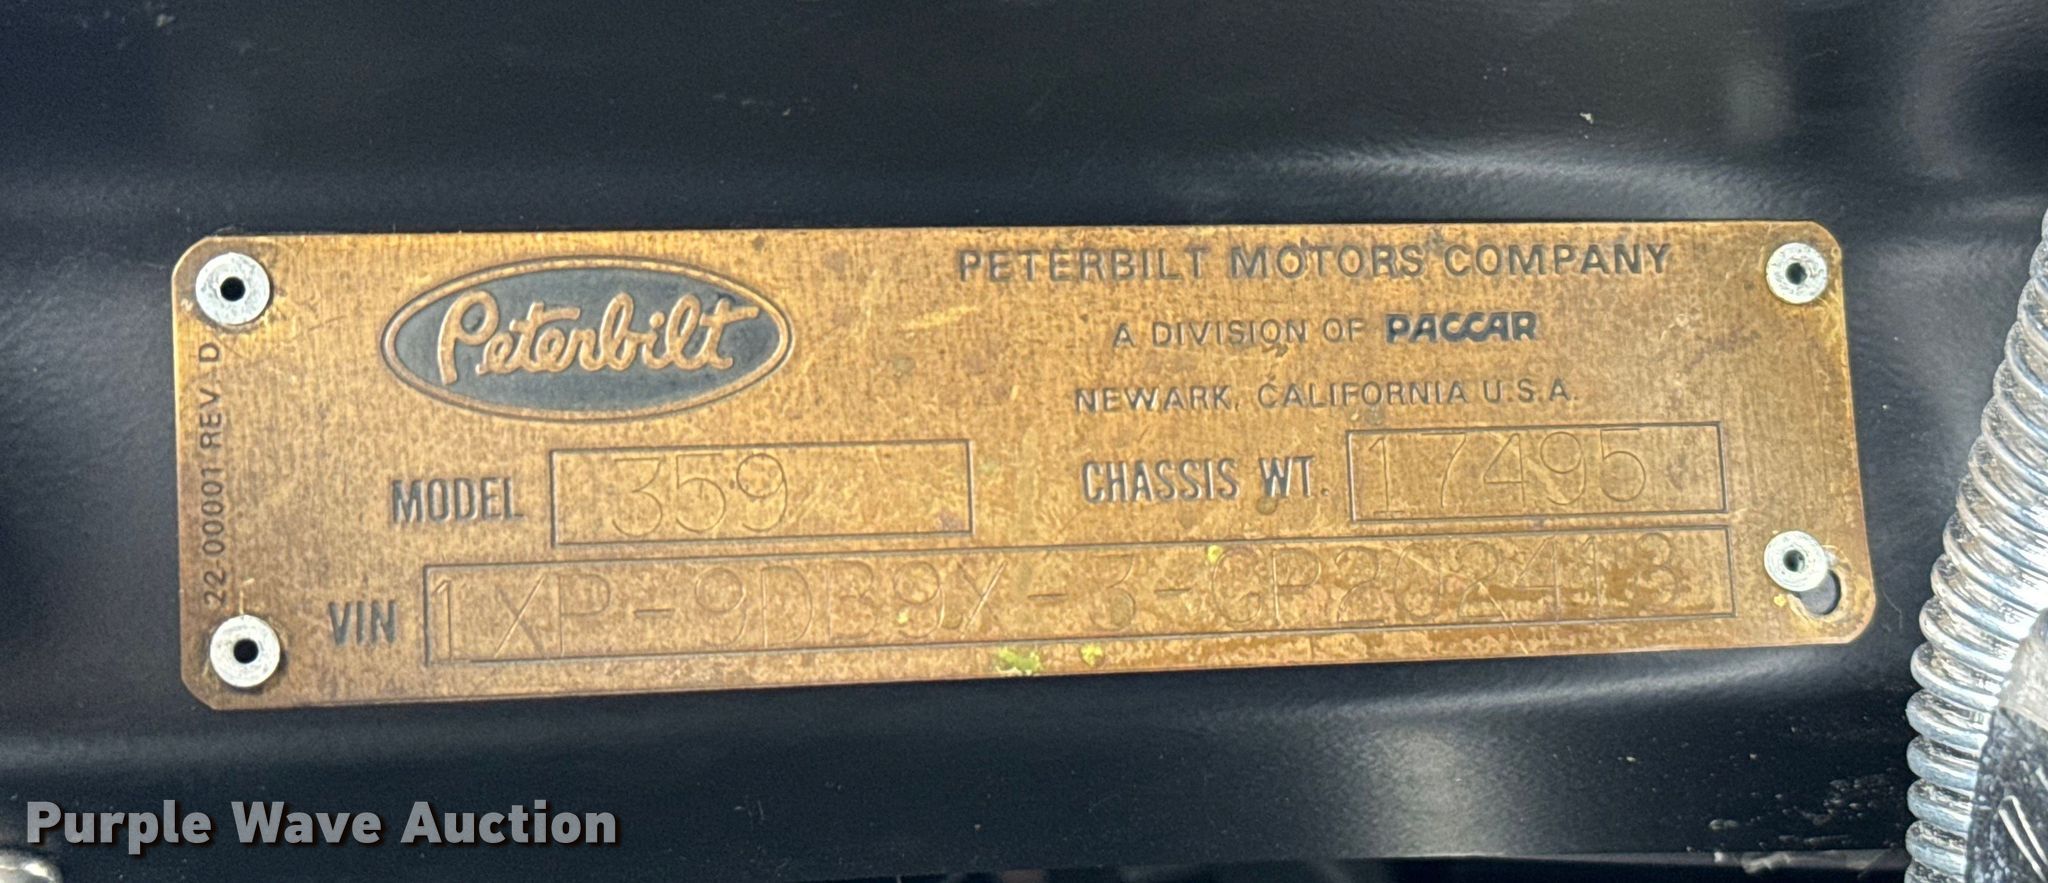 PETERBILT MOTORS COMPANY
Peterbilt
A DIVISION OF PACCAR
NEWARK, CALIFORNIA U.S.A.
MODEL 359 CHASSIS WT. 17495
VIN 1XP-9DB9X-3-CP202413
22-00001 REV. D
Purple Wave Auction